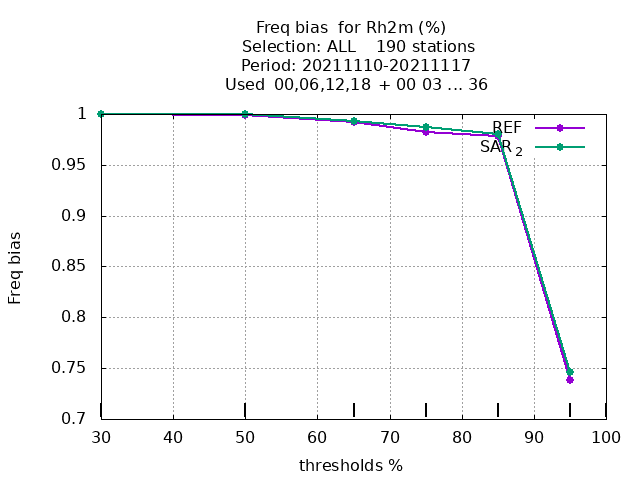 Freq bias  for Rh2m (%)
Selection: ALL    190 stations
Period: 20211110-20211117
Used  00,06,12,18  + 00 03 ... 36
1
0.95
0.9
0.85
0.8
0.75
0.7
Freq bias
REF
SAR 2
30 40 50 60 70 80 90 100
thresholds %